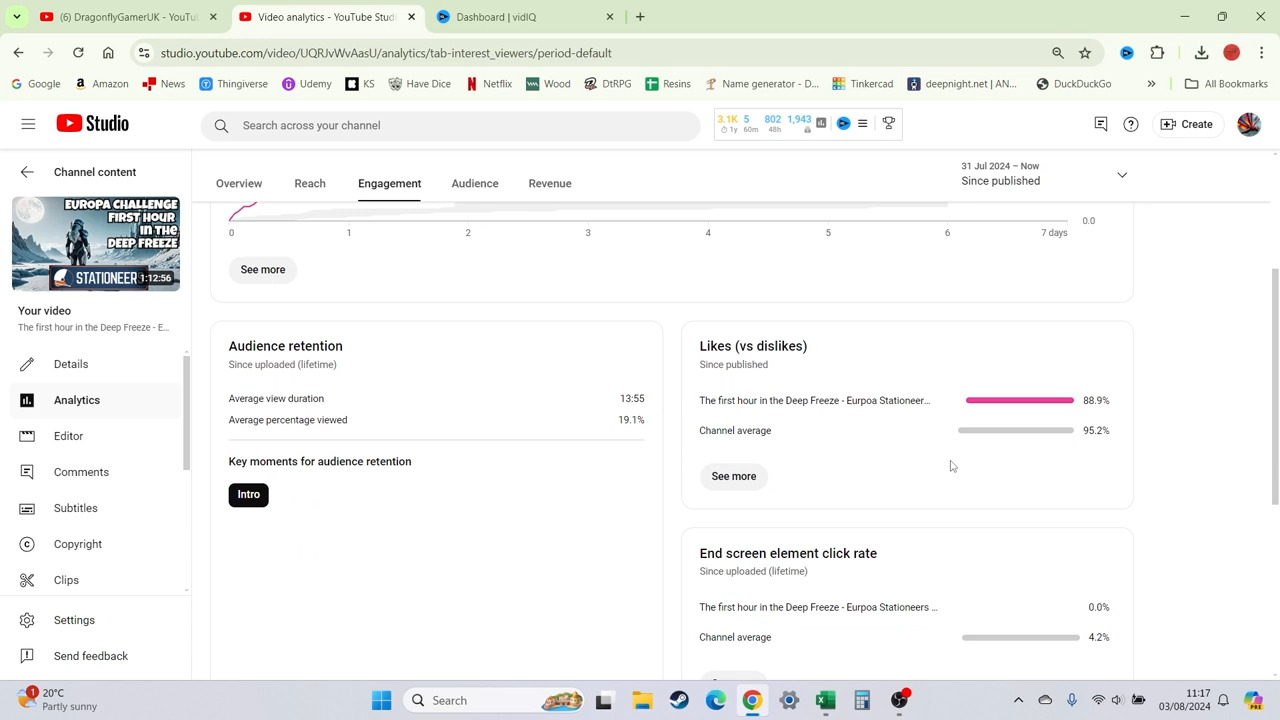 (6) DragonflyGamerUK - YouTub
Video analytics - YouTube Studi
Dashboard | vidIQ
studio.youtube.com/video/UQRJvWvAasU/analytics/tab-interest_viewers/period-default
Google
Amazon
News
Thingiverse
Udemy
KS
Have Dice
Netflix
Wood
DtRPG
Resins
Name generator - D...
Tinkercad
deepnight.net | AN...
DuckDuckGo
All Bookmarks
Studio
Search across your channel
3.1K 5 802 1,943
1y 60m 48h
Create
Channel content
EUROPA CHALLENGE
FIRST HOUR
IN THE
DEEP FREEZE
STATIONEER
1:12:56
Your video
The first hour in the Deep Freeze - E...
Details
Analytics
Editor
Comments
Subtitles
Copyright
Clips
Settings
Send feedback
Overview
Reach
Engagement
Audience
Revenue
31 Jul 2024 – Now
Since published
0.0
0 1 2 3 4 5 6 7 days
See more
Audience retention
Since uploaded (lifetime)
Average view duration 13:55
Average percentage viewed 19.1%
Key moments for audience retention
Intro
Likes (vs dislikes)
Since published
The first hour in the Deep Freeze - Eurpoa Stationeer... 88.9%
Channel average 95.2%
See more
End screen element click rate
Since uploaded (lifetime)
The first hour in the Deep Freeze - Eurpoa Stationeers ... 0.0%
Channel average 4.2%
1
20°C
Partly sunny
Search
11:17
03/08/2024
PRE